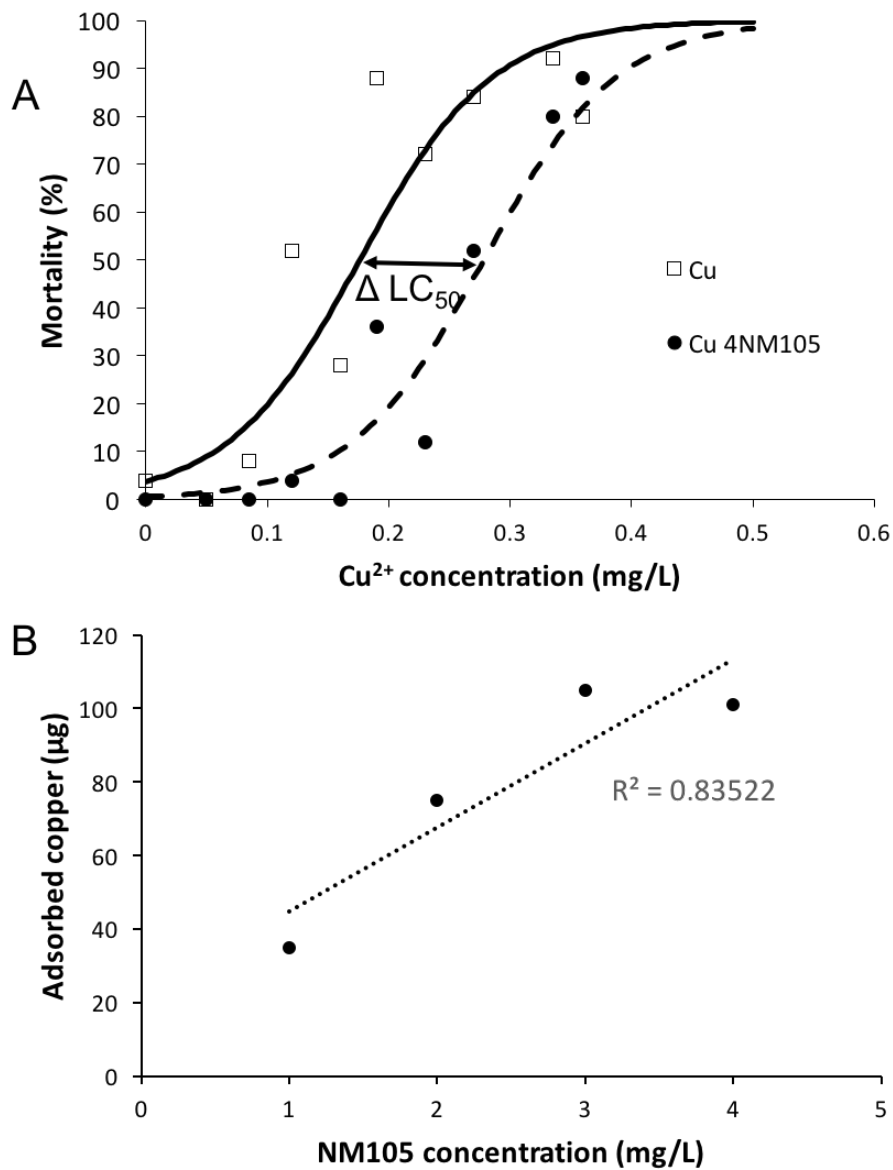 A
Mortality (%)
100
90
80
70
60
50
40
30
20
10
0
Δ LC50
Cu
Cu 4NM105
0 0.1 0.2 0.3 0.4 0.5 0.6
Cu2+ concentration (mg/L)
B
Adsorbed copper (µg)
120
100
80
60
40
20
0
R² = 0.83522
0 1 2 3 4 5
NM105 concentration (mg/L)